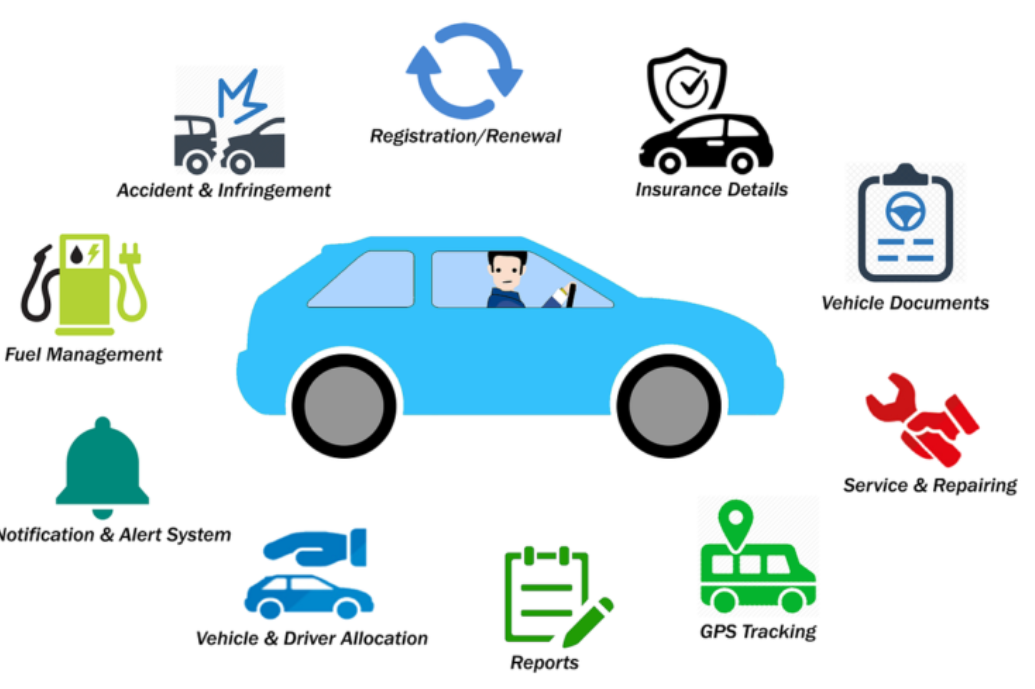 Registration/Renewal
Accident & Infringement
Insurance Details
Vehicle Documents
Fuel Management
Service & Repairing
Notification & Alert System
Vehicle & Driver Allocation
GPS Tracking
Reports